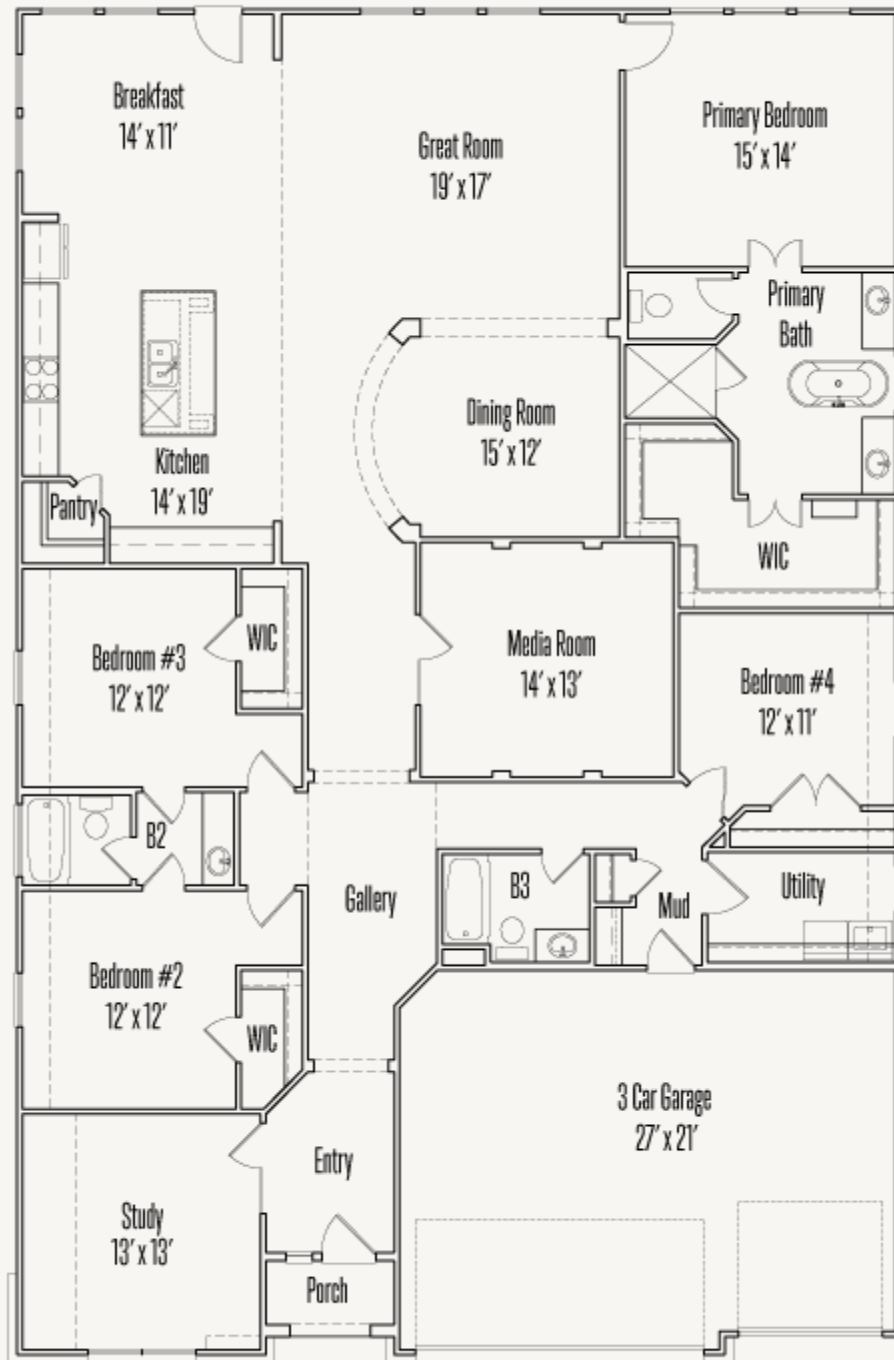 Breakfast
14' x 11'
Great Room
19' x 17'
Primary Bedroom
15' x 14'
Primary
Bath
Dining Room
15' x 12'
Kitchen
14' x 19'
Pantry
WIC
Media Room
14' x 13'
Bedroom #3
12' x 12'
WIC
Bedroom #4
12' x 11'
B2
B3
Gallery
Mud
Utility
Bedroom #2
12' x 12'
WIC
3 Car Garage
27' x 21'
Entry
Study
13' x 13'
Porch